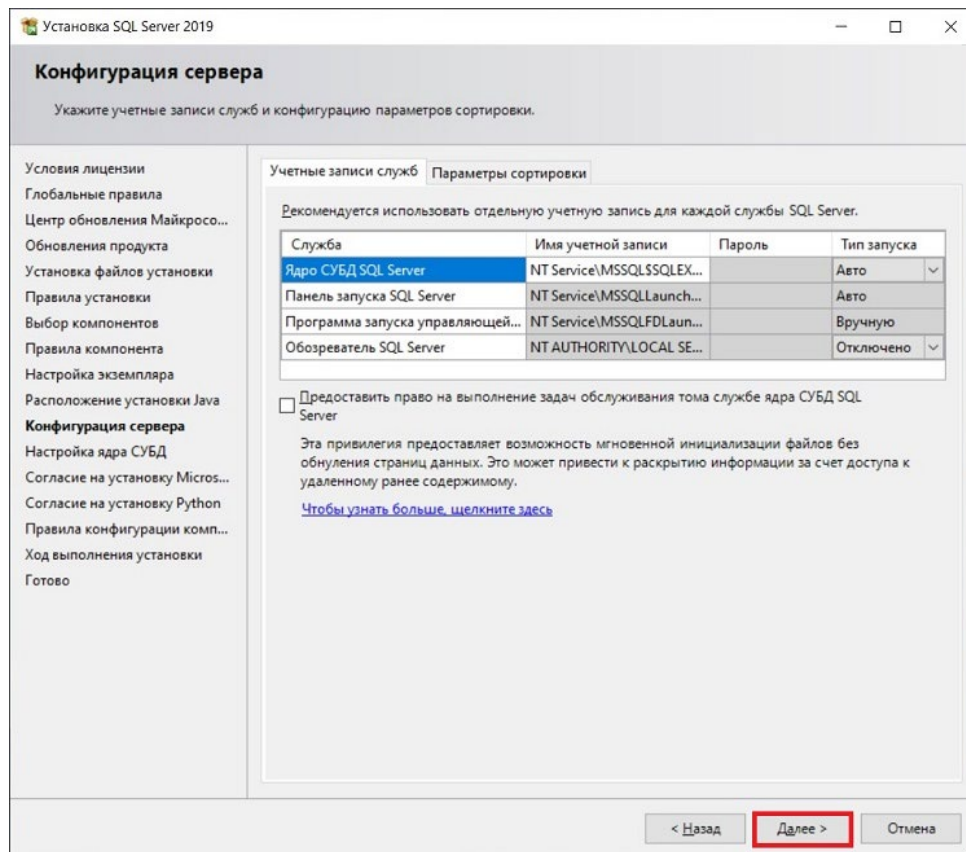 Установка SQL Server 2019
Конфигурация сервера
Укажите учетные записи служб и конфигурацию параметров сортировки.
Условия лицензии
Глобальные правила
Центр обновления Майкросо...
Обновления продукта
Установка файлов установки
Правила установки
Выбор компонентов
Правила компонента
Настройка экземпляра
Расположение установки Java
Конфигурация сервера
Настройка ядра СУБД
Согласие на установку Micros...
Согласие на установку Python
Правила конфигурации комп...
Ход выполнения установки
Готово
Учетные записи служб Параметры сортировки
Рекомендуется использовать отдельную учетную запись для каждой службы SQL Server.
Служба Имя учетной записи Пароль Тип запуска
Ядро СУБД SQL Server NT Service\MSSQL$SQLEX... Авто
Панель запуска SQL Server NT Service\MSSQLLaunch... Авто
Программа запуска управляющей... NT Service\MSSQLFDLaun... Вручную
Обозреватель SQL Server NT AUTHORITY\LOCAL SE... Отключено
Предоставить право на выполнение задач обслуживания тома службе ядра СУБД SQL
Server
Эта привилегия предоставляет возможность мгновенной инициализации файлов без
обнуления страниц данных. Это может привести к раскрытию информации за счет доступа к
удаленному ранее содержимому.
Чтобы узнать больше, щелкните здесь
< Назад Далее > Отмена